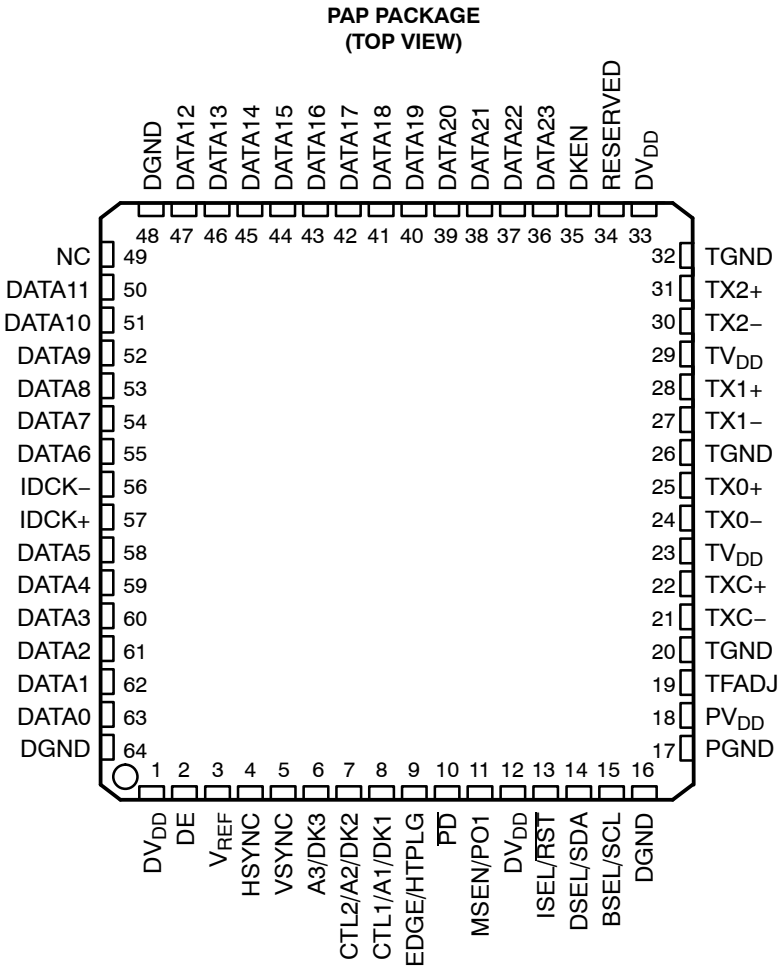 PAP PACKAGE
(TOP VIEW)
DGND
DATA12
DATA13
DATA14
DATA15
DATA16
DATA17
DATA18
DATA19
DATA20
DATA21
DATA22
DATA23
DKEN
RESERVED
DVDD
48 47 46 45 44 43 42 41 40 39 38 37 36 35 34 33
NC 49
DATA11 50
DATA10 51
DATA9 52
DATA8 53
DATA7 54
DATA6 55
IDCK− 56
IDCK+ 57
DATA5 58
DATA4 59
DATA3 60
DATA2 61
DATA1 62
DATA0 63
DGND 64
32 TGND
31 TX2+
30 TX2−
29 TVDD
28 TX1+
27 TX1−
26 TGND
25 TX0+
24 TX0−
23 TVDD
22 TXC+
21 TXC−
20 TGND
19 TFADJ
18 PVDD
17 PGND
1 2 3 4 5 6 7 8 9 10 11 12 13 14 15 16
DVDD
DE
VREF
HSYNC
VSYNC
A3/DK3
CTL2/A2/DK2
CTL1/A1/DK1
EDGE/HTPLG
PD
MSEN/PO1
DVDD
ISEL/RST
DSEL/SDA
BSEL/SCL
DGND